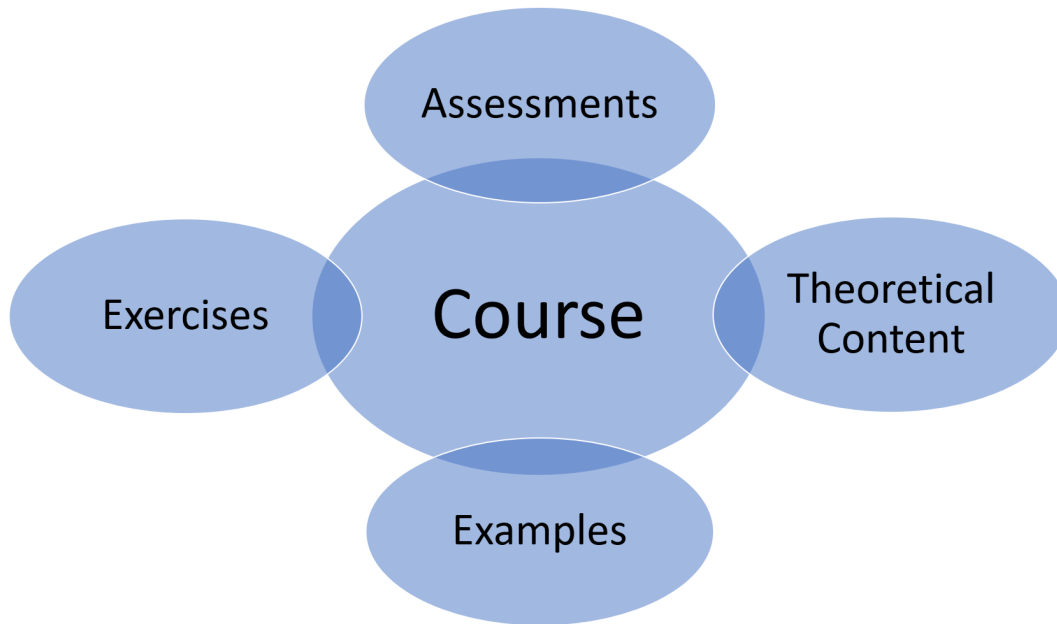 Assessments
Exercises
Course
Theoretical
Content
Examples